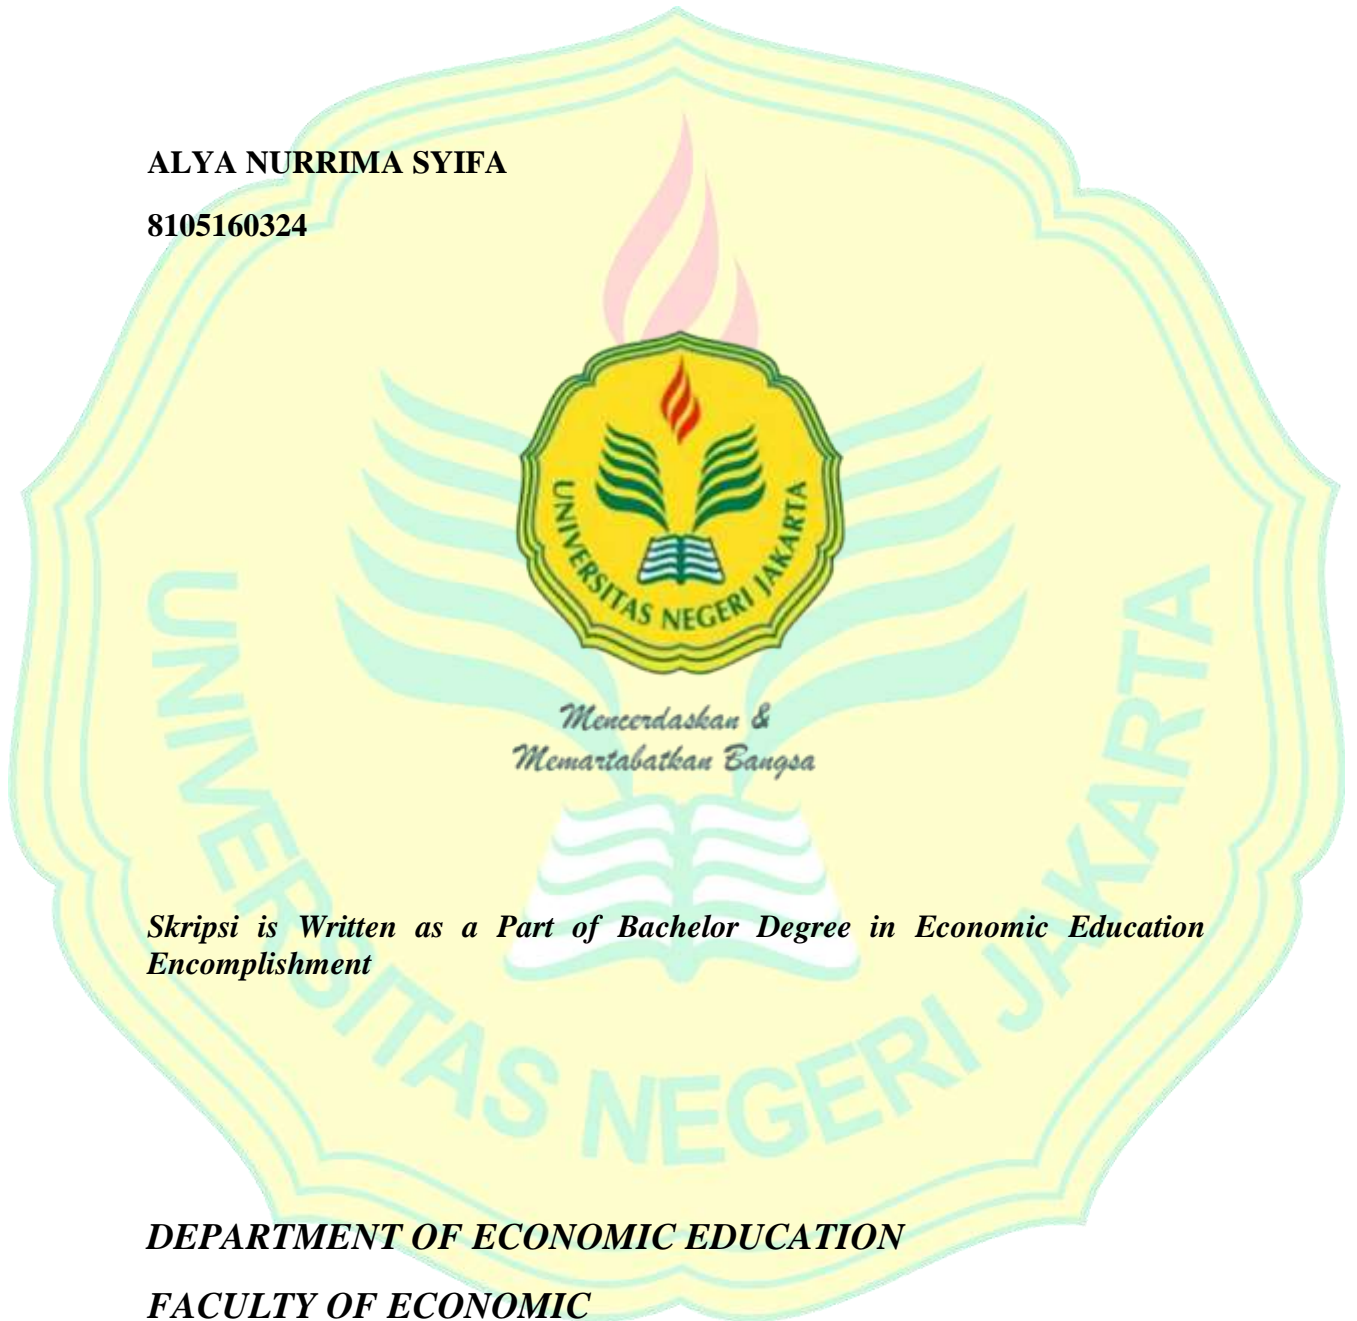 ALYA NURRIMA SYIFA
8105160324
UNIVERSITAS NEGERI JAKARTA
Mencerdaskan &
Memartabatkan Bangsa
Skripsi is Written as a Part of Bachelor Degree in Economic Education
Encomplishment
UNIVERSITAS NEGERI JAKARTA
DEPARTMENT OF ECONOMIC EDUCATION
FACULTY OF ECONOMIC